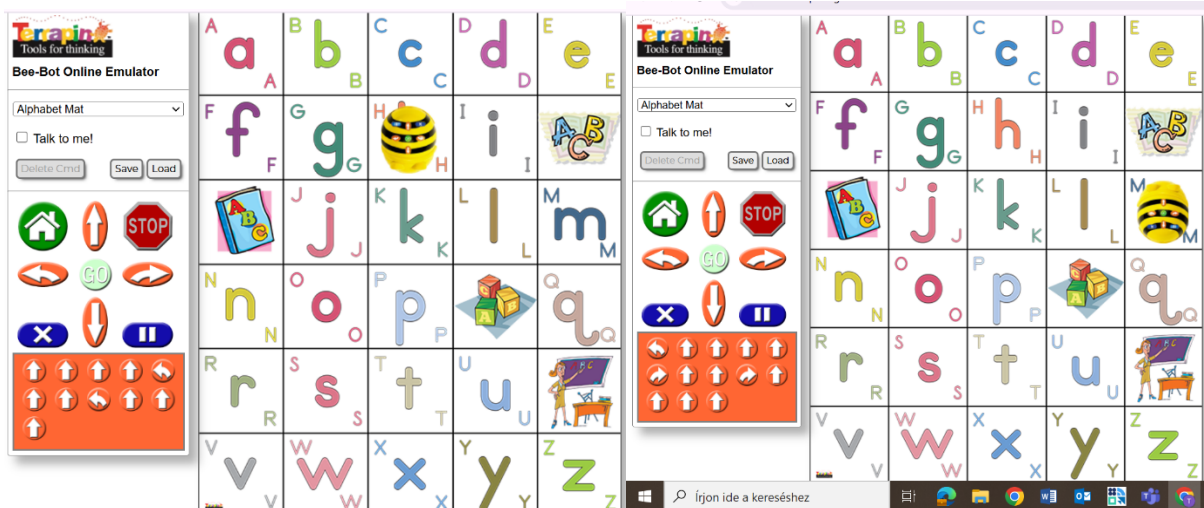 Terrapin
Tools for thinking
Bee-Bot Online Emulator
Alphabet Mat
Talk to me!
Delete Cmd Save Load
STOP
GO
A a A B b B C c C D d D E e E
F f F G g G H h H I i I A B C
A B C J j J K k K L l L M m M
N n N O o O P p P Q q Q
R r R S s S T t T U u U
V v V W w W X x X Y y Y Z z Z
Terrapin
Tools for thinking
Bee-Bot Online Emulator
Alphabet Mat
Talk to me!
Delete Cmd Save Load
STOP
GO
A a A B b B C c C D d D E e E
F f F G g G H h H I i I A B C
A B C J j J K k K L l L M M
N n N O o O P p P Q q Q
R r R S s S T t T U u U
V v V W w W X x X Y y Y Z z Z
Írjon ide a kereséshez